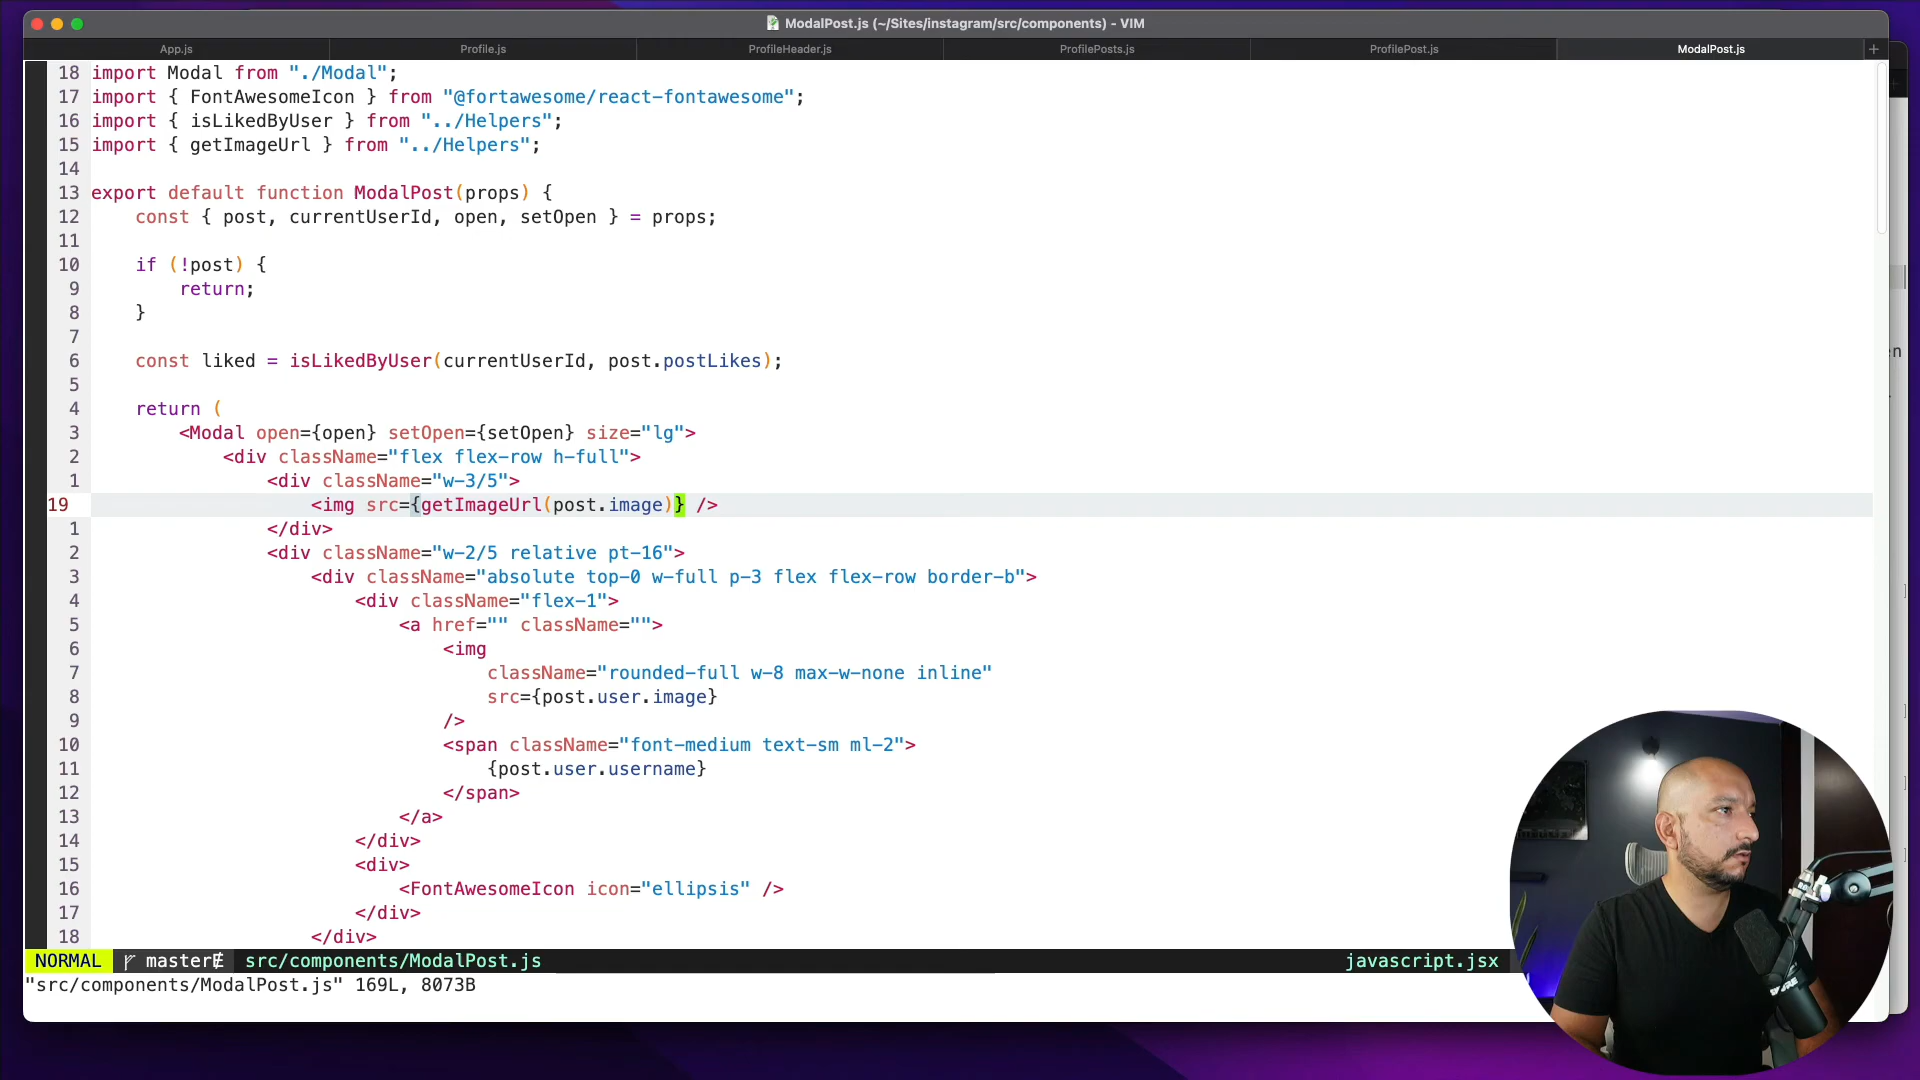 ModalPost.js (~/Sites/instagram/src/components) - VIM
App.js
Profile.js
ProfileHeader.js
ProfilePosts.js
ProfilePost.js
ModalPost.js
+
18 import Modal from "./Modal";
17 import { FontAwesomeIcon } from "@fortawesome/react-fontawesome";
16 import { isLikedByUser } from "../Helpers";
15 import { getImageUrl } from "../Helpers";
14
13 export default function ModalPost(props) {
12     const { post, currentUserId, open, setOpen } = props;
11
10     if (!post) {
9         return;
8     }
7
6     const liked = isLikedByUser(currentUserId, post.postLikes);
5
4     return (
3         <Modal open={open} setOpen={setOpen} size="lg">
2             <div className="flex flex-row h-full">
1                 <div className="w-3/5">
19                     <img src={getImageUrl(post.image)} />
1                 </div>
2                 <div className="w-2/5 relative pt-16">
3                     <div className="absolute top-0 w-full p-3 flex flex-row border-b">
4                         <div className="flex-1">
5                             <a href="" className="">
6                                 <img
7                                     className="rounded-full w-8 max-w-none inline"
8                                     src={post.user.image}
9                                 />
10                                 <span className="font-medium text-sm ml-2">
11                                     {post.user.username}
12                                 </span>
13                             </a>
14                         </div>
15                         <div>
16                             <FontAwesomeIcon icon="ellipsis" />
17                         </div>
18                     </div>
NORMAL master src/components/ModalPost.js javascript.jsx
"src/components/ModalPost.js" 169L, 8073B